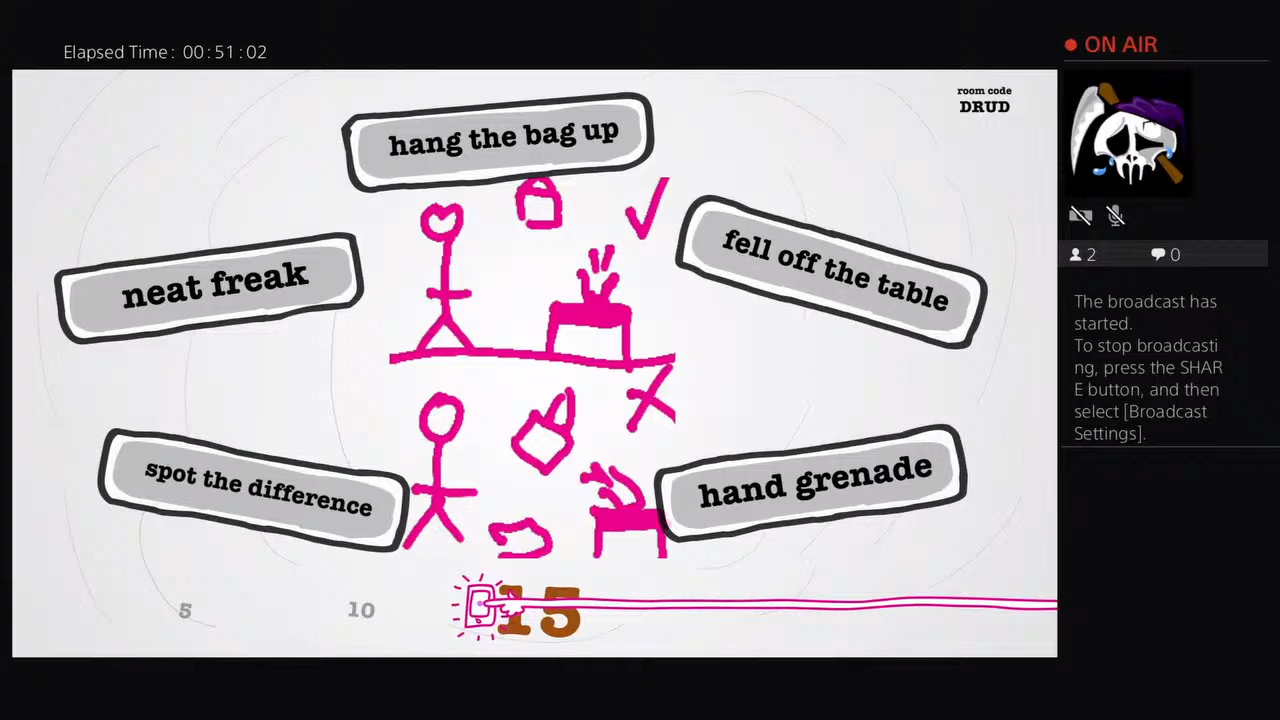 Elapsed Time: 00:51:02
ON AIR
room code
DRUD
hang the bag up
neat freak
fell off the table
spot the difference
hand grenade
5
10
15
2
0
The broadcast has
started.
To stop broadcasti
ng, press the SHAR
E button, and then
select [Broadcast
Settings].